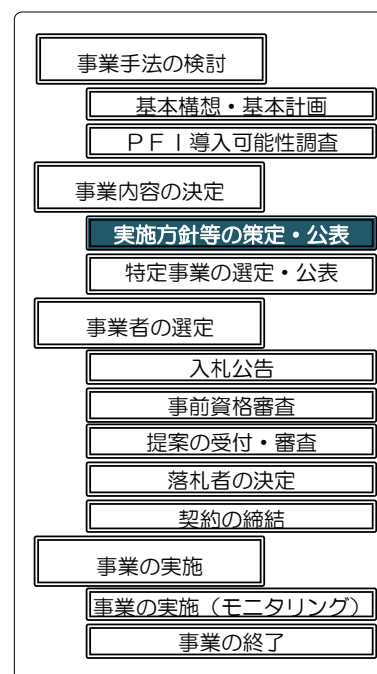 事業手法の検討
基本構想・基本計画
ＰＦＩ導入可能性調査
事業内容の決定
実施方針等の策定・公表
特定事業の選定・公表
事業者の選定
入札公告
事前資格審査
提案の受付・審査
落札者の決定
契約の締結
事業の実施
事業の実施（モニタリング）
事業の終了